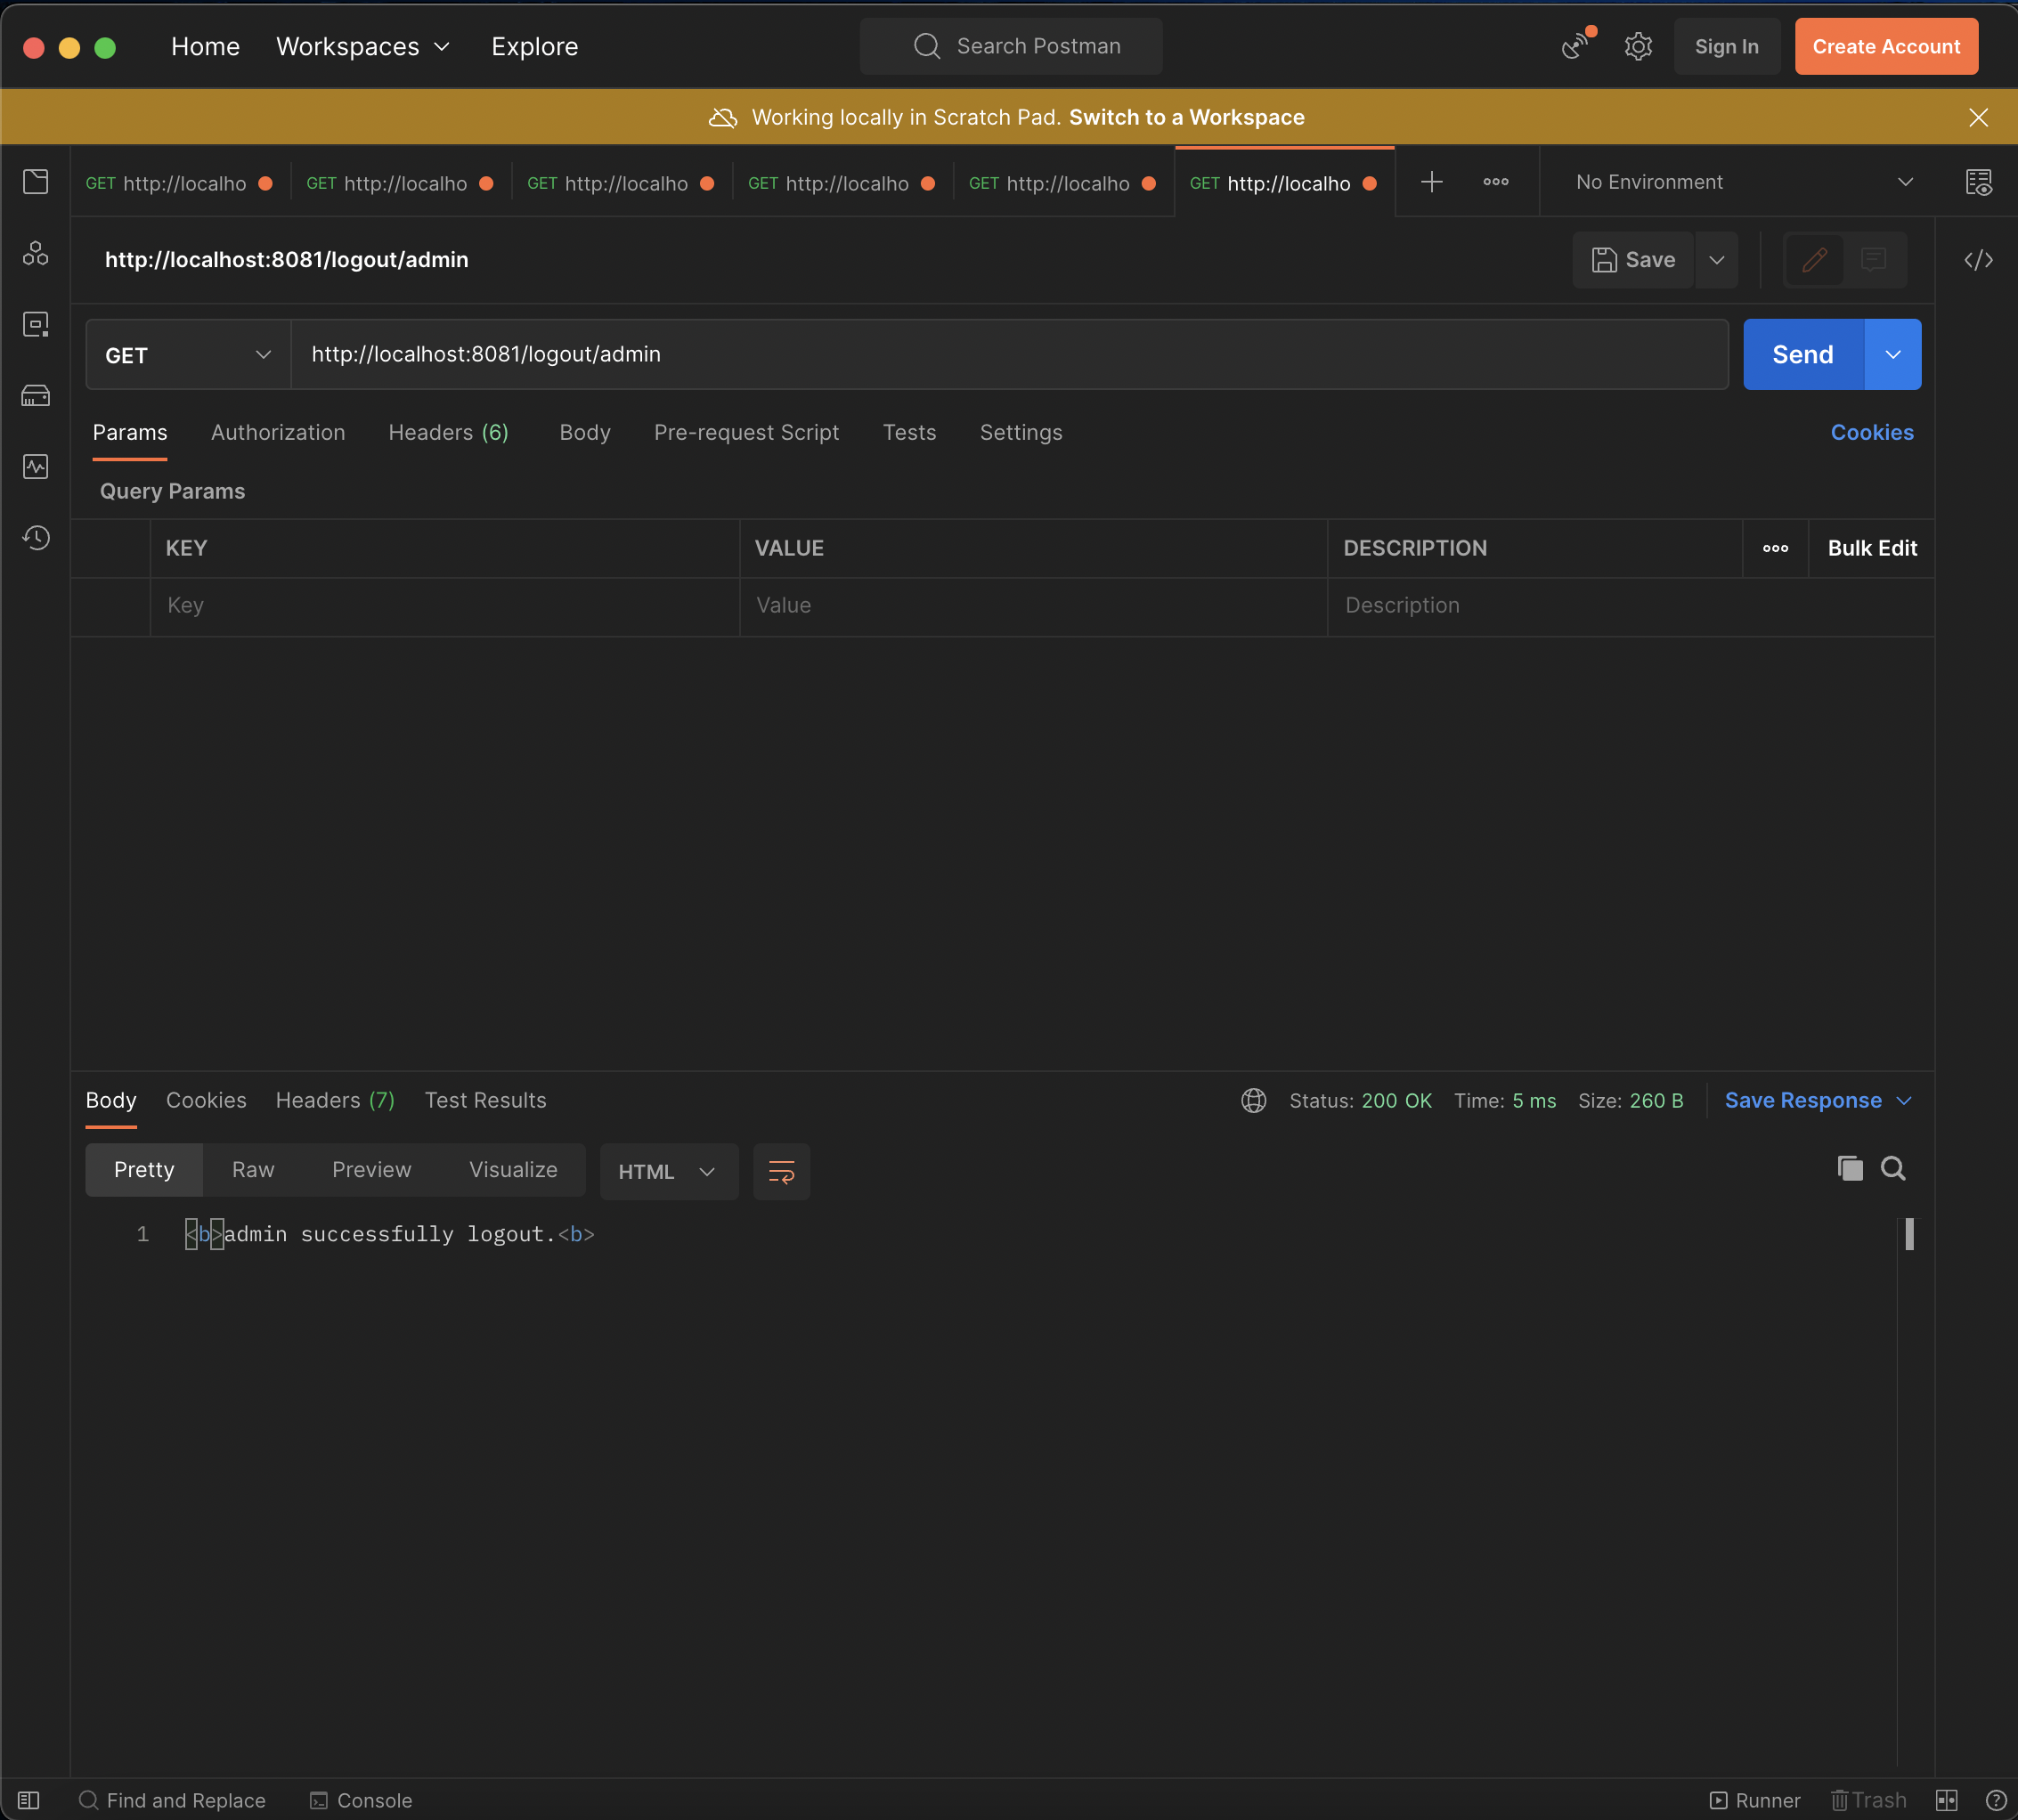 Home Workspaces Explore Search Postman Sign In Create Account
Working locally in Scratch Pad. Switch to a Workspace
GET http://localho GET http://localho GET http://localho GET http://localho GET http://localho GET http://localho No Environment
http://localhost:8081/logout/admin Save
GET http://localhost:8081/logout/admin Send
Params Authorization Headers (6) Body Pre-request Script Tests Settings Cookies
Query Params
KEY VALUE DESCRIPTION Bulk Edit
Key Value Description
Body Cookies Headers (7) Test Results Status: 200 OK Time: 5 ms Size: 260 B Save Response
Pretty Raw Preview Visualize HTML
1 <b>admin successfully logout.<b>
Find and Replace Console Runner Trash